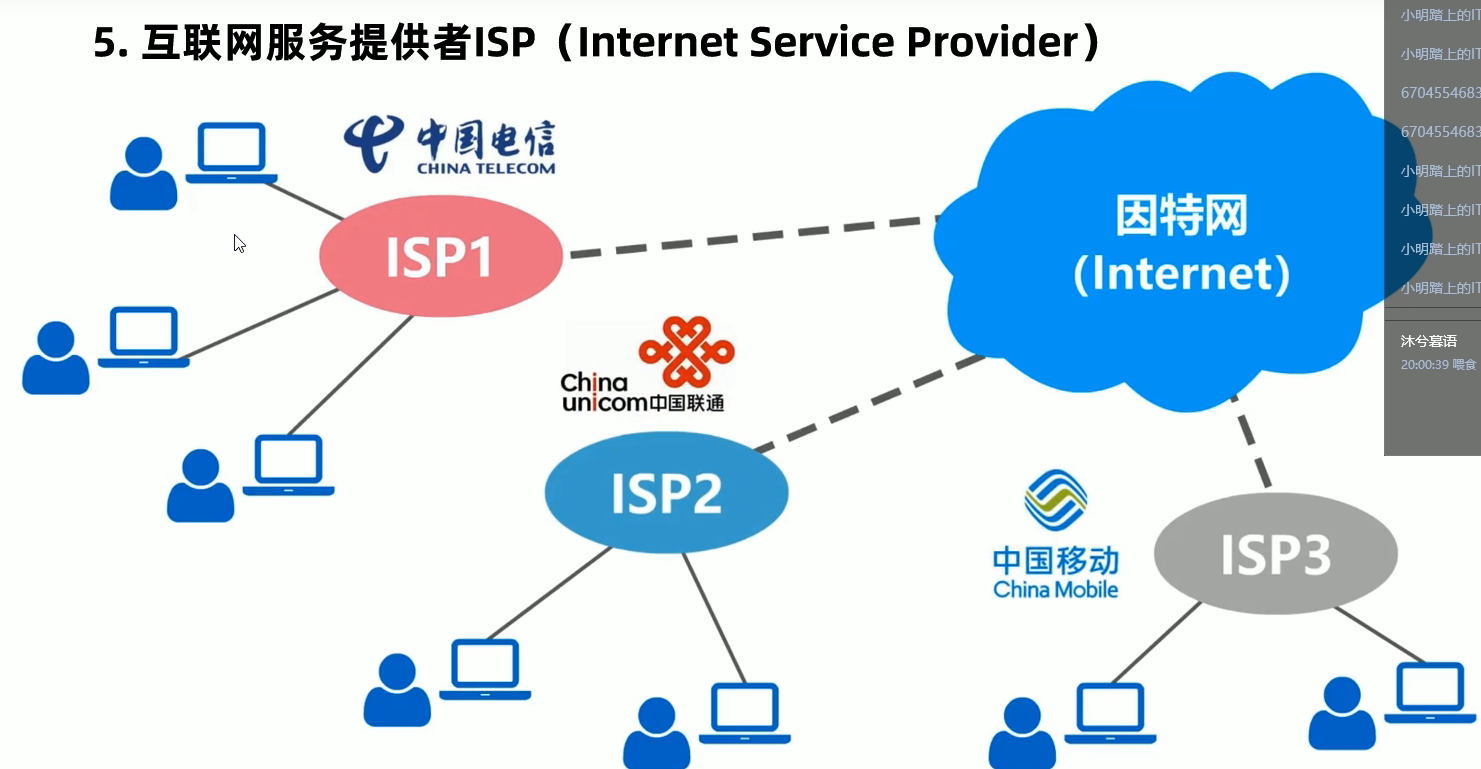 5. 互联网服务提供者ISP（Internet Service Provider）
中国电信
CHINA TELECOM
ISP1
因特网
(Internet)
China
unicom中国联通
ISP2
中国移动
China Mobile
ISP3
小明踏上的IT
小明踏上的IT
6704554683
6704554683
小明踏上的IT
小明踏上的IT
小明踏上的IT
小明踏上的IT
沐兮暮语
20:00:39 喂食